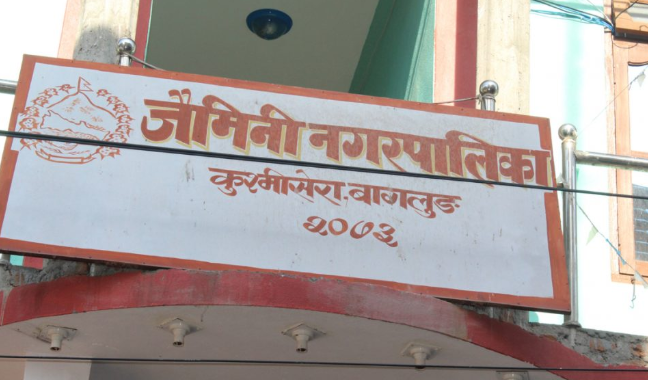 जैमिनी नगरपालिका
कुश्मीसेरा, बागलुङ
२०७३